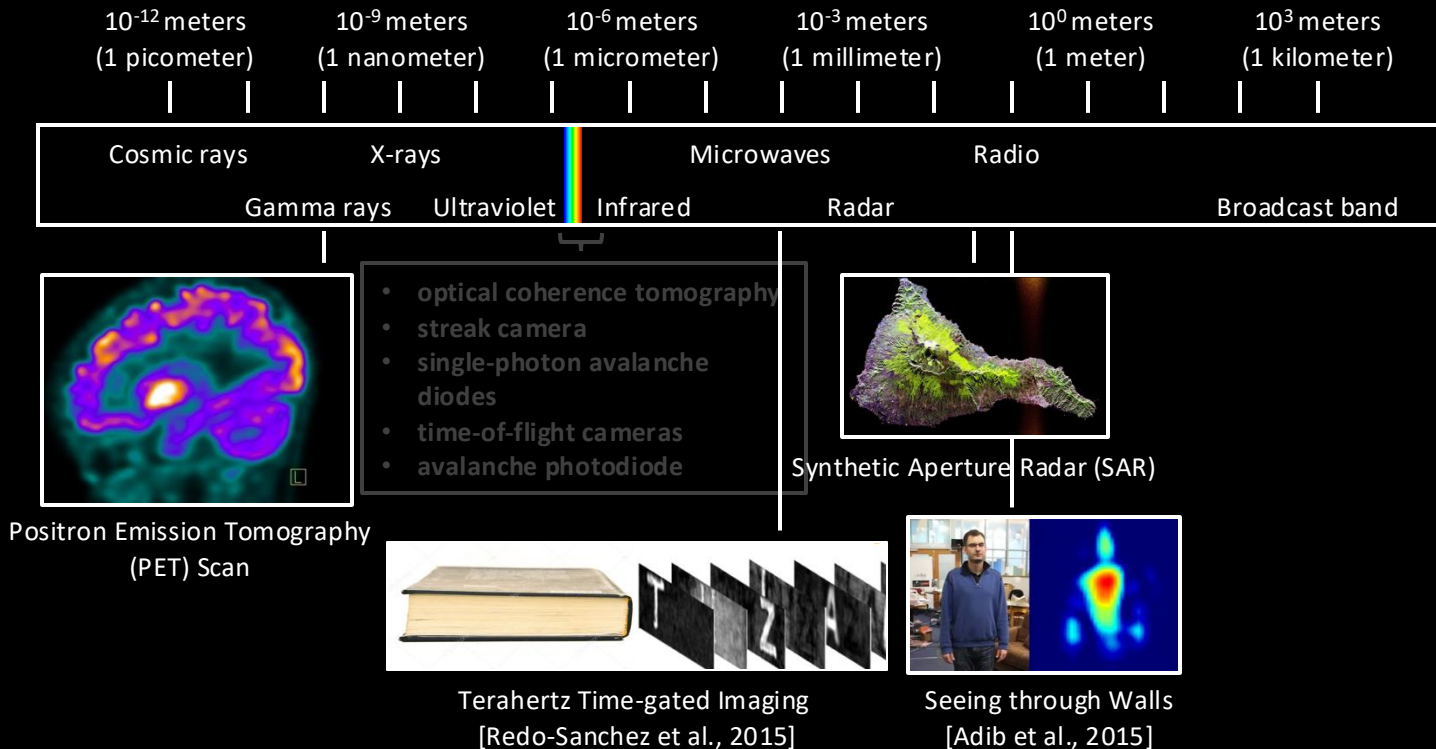 10⁻¹² meters
(1 picometer)
10⁻⁹ meters
(1 nanometer)
10⁻⁶ meters
(1 micrometer)
10⁻³ meters
(1 millimeter)
10⁰ meters
(1 meter)
10³ meters
(1 kilometer)
Cosmic rays
X-rays
Microwaves
Radio
Gamma rays
Ultraviolet
Infrared
Radar
Broadcast band
• optical coherence tomography
• streak camera
• single-photon avalanche
diodes
• time-of-flight cameras
• avalanche photodiode
L
Positron Emission Tomography
(PET) Scan
Synthetic Aperture Radar (SAR)
T
Z
A
Terahertz Time-gated Imaging
[Redo-Sanchez et al., 2015]
Seeing through Walls
[Adib et al., 2015]